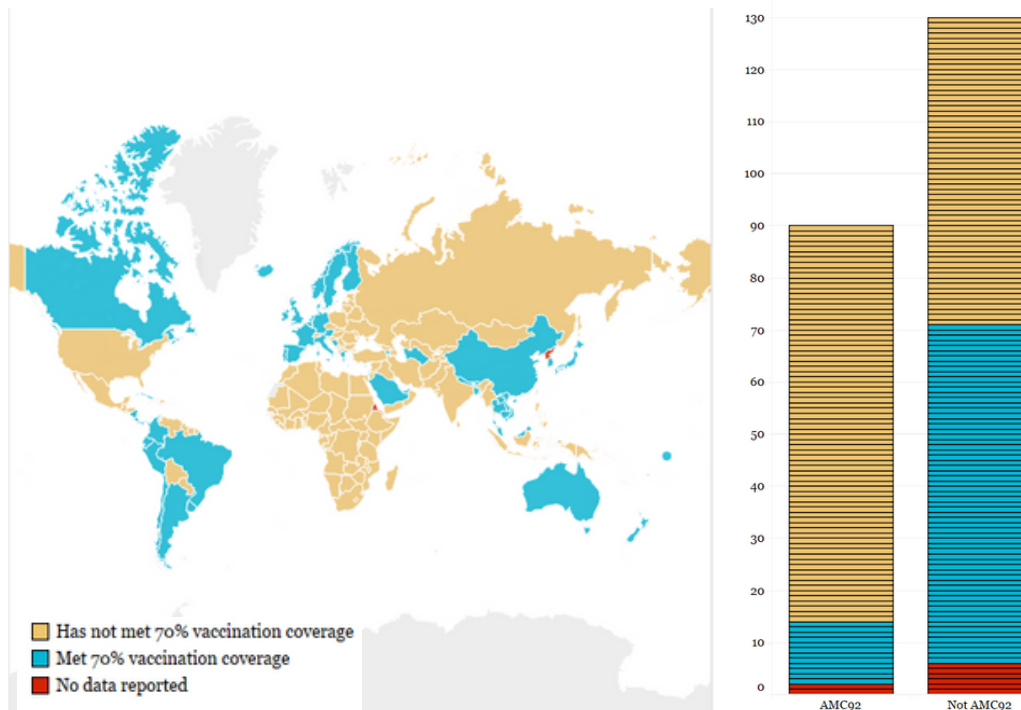 Has not met 70% vaccination coverage
Met 70% vaccination coverage
No data reported
130
120
110
100
90
80
70
60
50
40
30
20
10
0
AMC92
Not AMC92